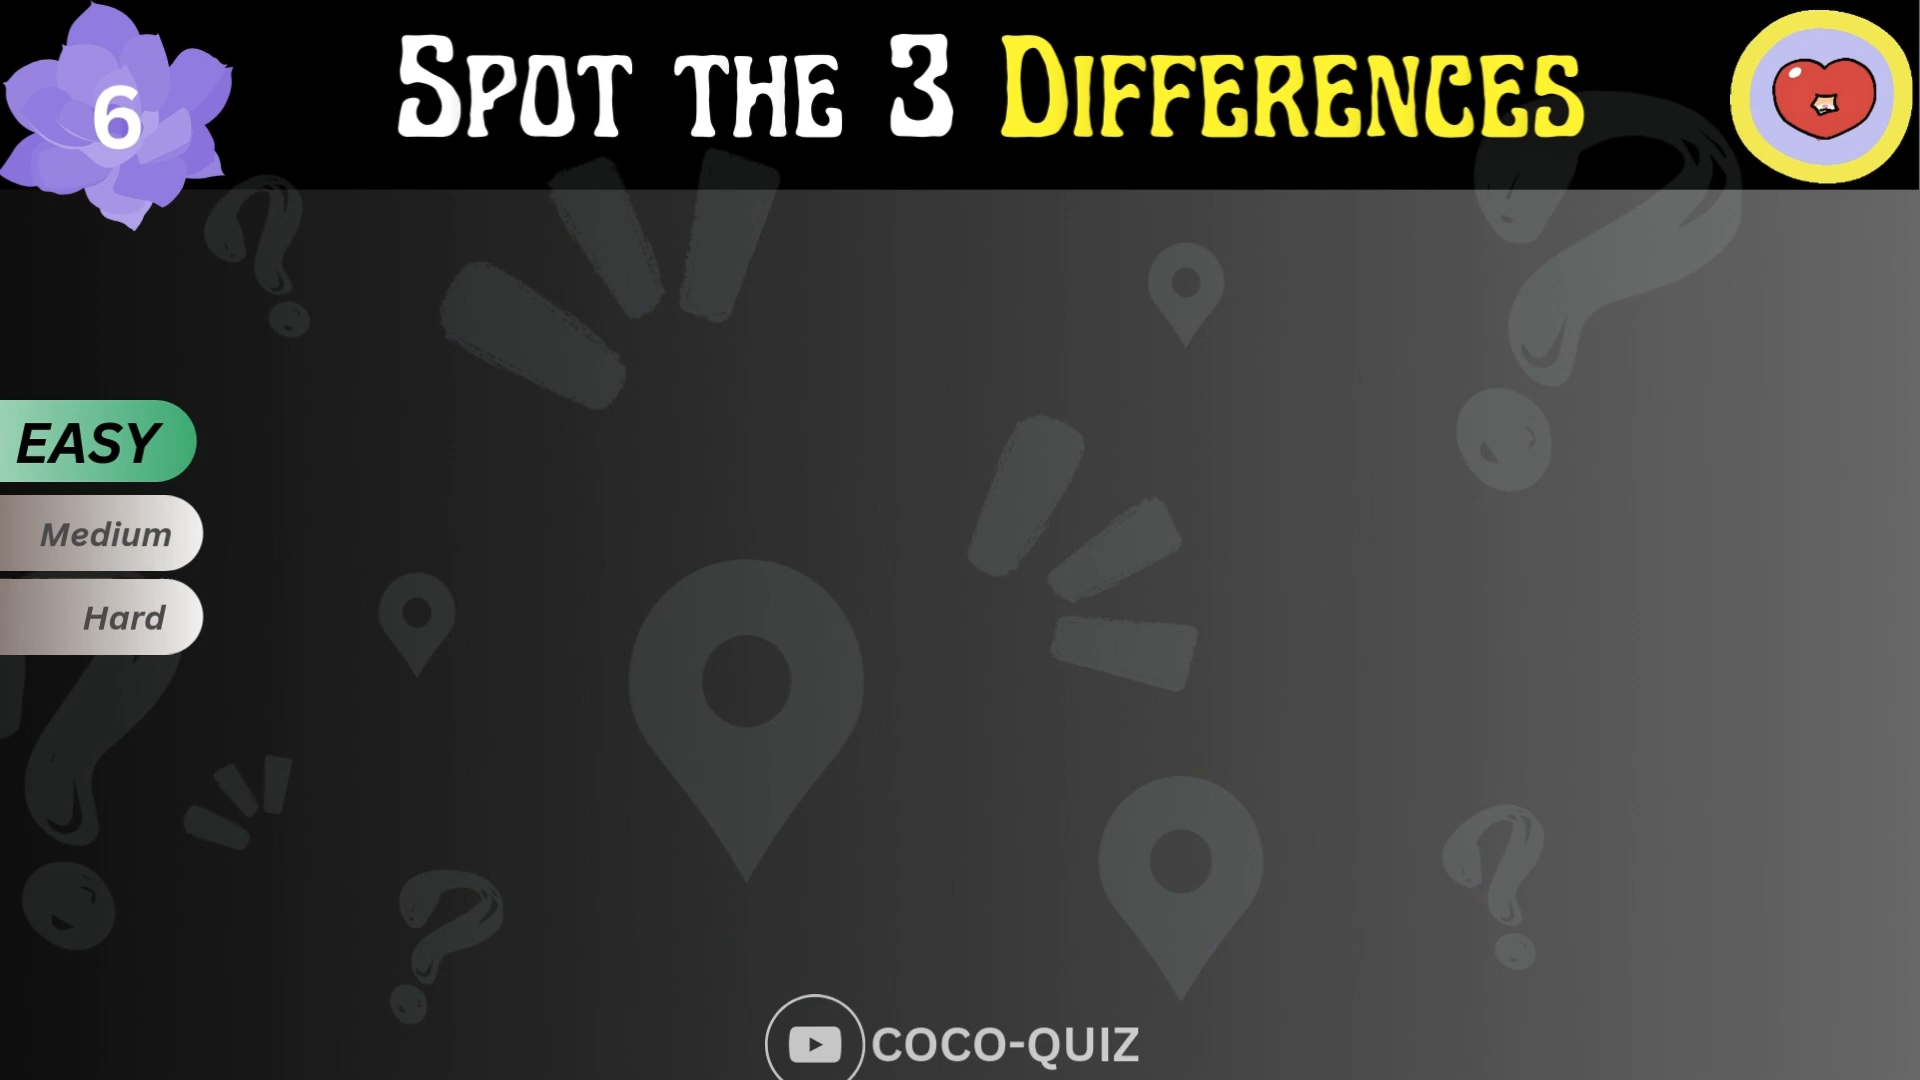 6
Spot the 3 Differences
EASY
Medium
Hard
COCO-QUIZ